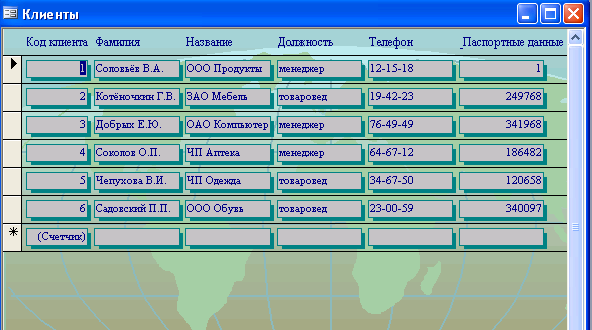 Клиенты
Код клиента Фамилия Название Должность Телефон _Паспортные данные
1 Соловьёв В.А. ООО Продукты менеджер 12-15-18 1
2 Котёночкин Г.В. ЗАО Мебель товаровед 19-42-23 249768
3 Добрых Е.Ю. ОАО Компьютер менеджер 76-49-49 341968
4 Соколов О.П. ЧП Аптека менеджер 64-67-12 186482
5 Чепухова В.И. ЧП Одежда товаровед 34-67-50 120658
6 Садовский П.П. ООО Обувь товаровед 23-00-59 340097
(Счетчик)